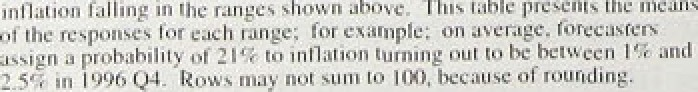 inflation falling in the ranges shown above. This table presents the means
of the responses for each range; for example; on average, forecasters
assign a probability of 21% to inflation turning out to be between 1% and
2.5% in 1996 Q4. Rows may not sum to 100, because of rounding.